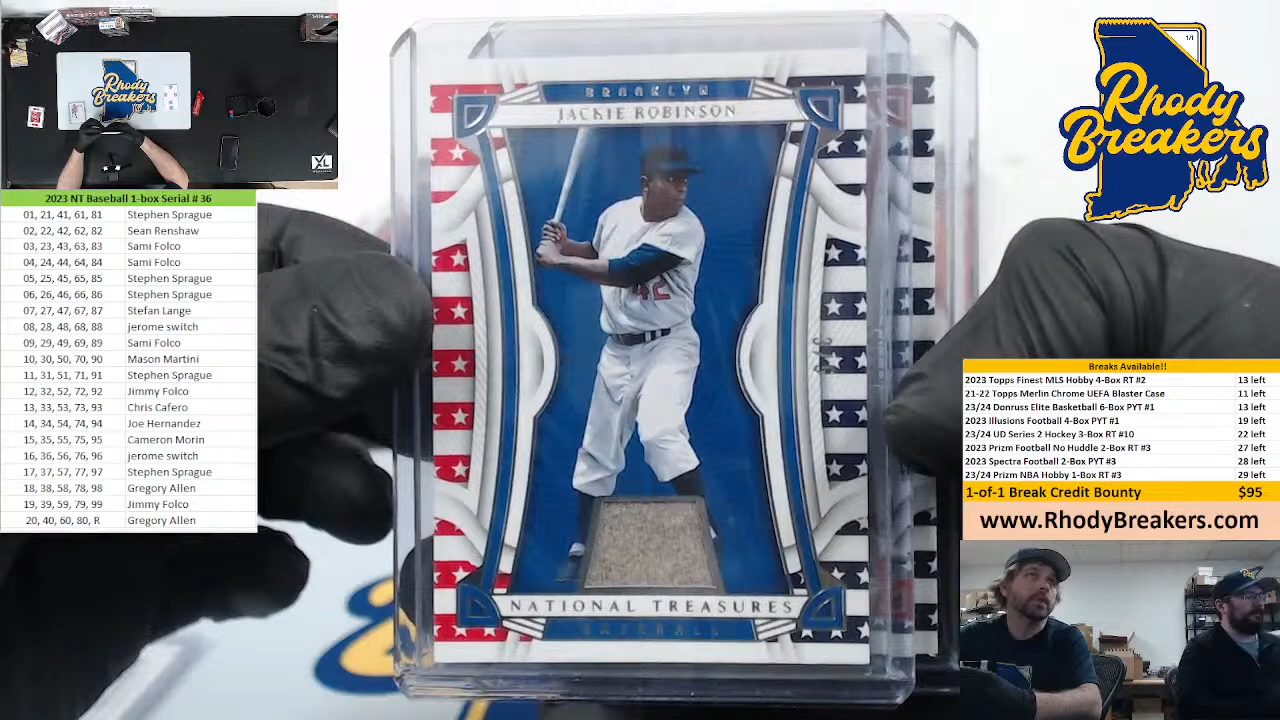 2023 NT Baseball 1-box Serial # 36
01, 21, 41, 61, 81 Stephen Sprague
02, 22, 42, 62, 82 Sean Renshaw
03, 23, 43, 63, 83 Sami Folco
04, 24, 44, 64, 84 Sami Folco
05, 25, 45, 65, 85 Stephen Sprague
06, 26, 46, 66, 86 Stephen Sprague
07, 27, 47, 67, 87 Stefan Lange
08, 28, 48, 68, 88 jerome switch
09, 29, 49, 69, 89 Sami Folco
10, 30, 50, 70, 90 Mason Martini
11, 31, 51, 71, 91 Stephen Sprague
12, 32, 52, 72, 92 Jimmy Folco
13, 33, 53, 73, 93 Chris Cafero
14, 34, 54, 74, 94 Joe Hernandez
15, 35, 55, 75, 95 Cameron Morin
16, 36, 56, 76, 96 jerome switch
17, 37, 57, 77, 97 Stephen Sprague
18, 38, 58, 78, 98 Gregory Allen
19, 39, 59, 79, 99 Jimmy Folco
20, 40, 60, 80, R Gregory Allen
Rhody
Breakers
XL
BROOKLYN
JACKIE ROBINSON
42
NATIONAL TREASURES
BASEBALL
1/1
Rhody
Breakers
Breaks Available!!
2023 Topps Finest MLS Hobby 4-Box RT #2 13 left
21-22 Topps Merlin Chrome UEFA Blaster Case 11 left
23/24 Donruss Elite Basketball 6-Box PYT #1 13 left
2023 Illusions Football 4-Box PYT #1 19 left
23/24 UD Series 2 Hockey 3-Box RT #10 22 left
2023 Prizm Football No Huddle 2-Box RT #3 27 left
2023 Spectra Football 2-Box PYT #3 28 left
23/24 Prizm NBA Hobby 1-Box RT #3 29 left
1-of-1 Break Credit Bounty $95
www.RhodyBreakers.com